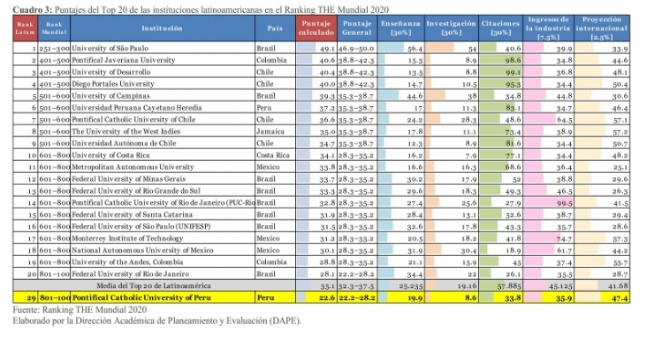 Cuadro 3: Puntajes del Top 20 de las instituciones latinoamericanas en el Ranking THE Mundial 2020
Rank Latam Rank Mundial Institución País Puntaje calculado Puntaje General Enseñanza [30%] Investigación [30%] Citaciones [30%] Ingresos de la industria [7.5%] Proyección internacional [2.5%]
1 251-300 University of São Paulo Brazil 49.1 46.9-50.0 56.4 54 40.6 39.9 33.9
2 401-500 Pontifical Javeriana University Colombia 40.6 38.8-42.3 15.3 8.9 98.6 34.8 44.6
3 401-500 University of Desarrollo Chile 40.4 38.8-42.3 13.5 8.8 99.1 36.8 48.1
4 401-500 Diego Portales University Chile 40.0 38.8-42.3 14.7 10.5 95.3 34.4 50.4
5 501-600 University of Campinas Brazil 39.3 35.3-38.7 44.6 38 34.8 44.8 30.6
6 501-600 Universidad Peruana Cayetano Heredia Peru 37.2 35.3-38.7 17 11.3 83.1 34.7 46.4
7 501-600 Pontifical Catholic University of Chile Chile 36.6 35.3-38.7 24.2 28.3 48.6 64.5 57.1
8 501-600 The University of the West Indies Jamaica 35.0 35.3-38.7 17.8 11.1 73.4 38.9 57.2
9 501-600 Universidad Autónoma de Chile Chile 34.7 35.3-38.7 12.3 8.9 81.6 34.4 50.7
10 601-800 University of Costa Rica Costa Rica 34.1 28.3-35.2 16.2 7.9 77.1 34.4 48.2
11 601-800 Metropolitan Autonomous University Mexico 33.8 28.3-35.2 16.6 16.3 68.6 36.4 25.1
12 601-800 Federal University of Minas Gerais Brazil 33.7 28.3-35.2 30.2 17.9 52 38.8 29.6
13 601-800 Federal University of Rio Grande do Sul Brazil 33.3 28.3-35.2 29.6 18.3 49.3 46.5 26.3
14 601-800 Pontifical Catholic University of Rio de Janeiro (PUC-Rio Brazil 32.8 28.3-35.2 27.4 25.6 27.9 99.5 41.5
15 601-800 Federal University of Santa Catarina Brazil 31.9 28.3-35.2 28.4 13.1 52.6 38.7 29.4
16 601-800 Federal University of São Paulo (UNIFESP) Brazil 31.5 28.3-35.2 32.6 17.8 43.3 35.7 28.6
17 601-800 Monterrey Institute of Technology Mexico 31.2 28.3-35.2 20.5 18.2 41.8 74.7 57.3
18 601-800 National Autonomous University of Mexico Mexico 30.1 28.3-35.2 31.9 30.4 18.9 61.7 44.2
19 601-800 University of the Andes, Colombia Colombia 28.8 28.3-35.2 21.1 15.9 45 37.4 55.7
20 801-100 Federal University of Rio de Janeiro Brazil 28.1 22.2-28.2 34.4 22 26.1 35.5 28.7
Media del Top 20 de Latinoamérica 35.1 32.3-37.5 25.235 19.16 57.885 45.125 41.68
29 801-100 Pontifical Catholic University of Peru Peru 22.6 22.2-28.2 19.9 8.6 33.8 35.9 47.4
Fuente: Ranking THE Mundial 2020
Elaborado por la Dirección Académica de Planeamiento y Evaluación (DAPE).